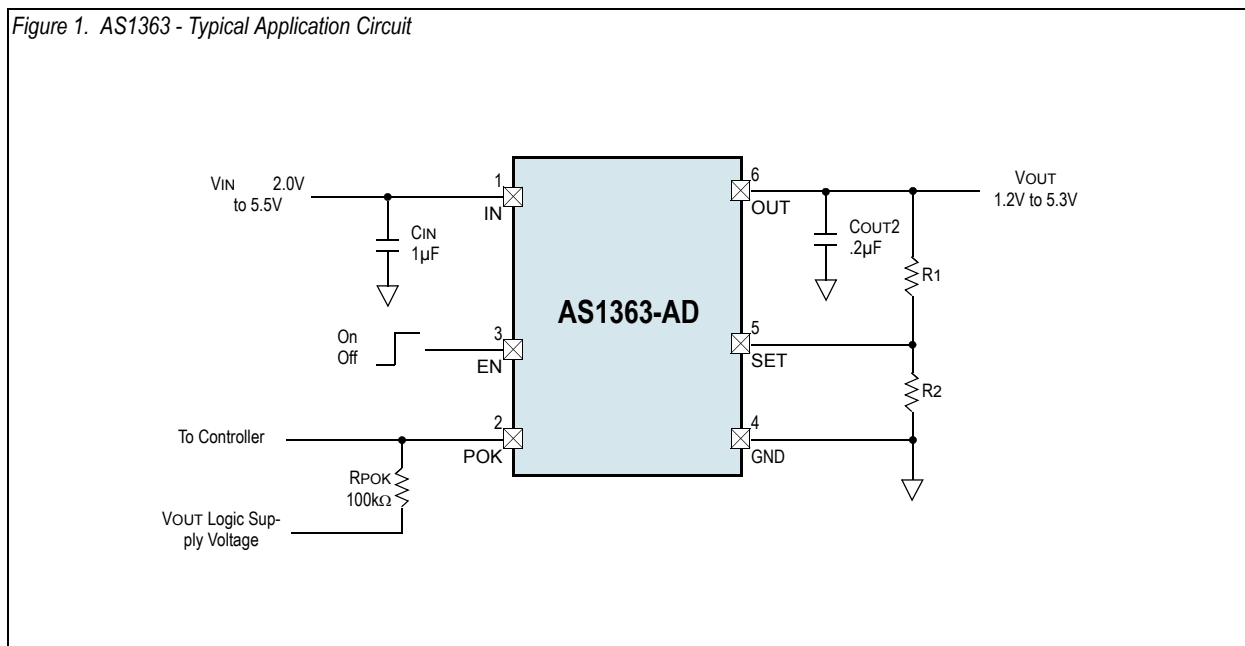 Figure 1. AS1363 - Typical Application Circuit
VIN 2.0V
to 5.5V
CIN
1µF
1
IN
On
Off
3
EN
To Controller
2
POK
RPOK
100kΩ
VOUT Logic Sup-
ply Voltage
AS1363-AD
6
OUT
COUT2
.2µF
VOUT
1.2V to 5.3V
R1
5
SET
R2
4
GND